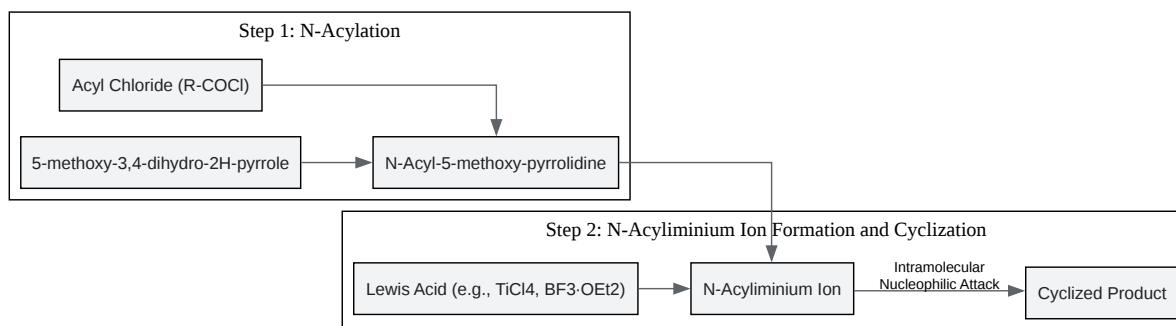 Step 1: N-Acylation
Acyl Chloride (R-COCl)
5-methoxy-3,4-dihydro-2H-pyrrole
N-Acyl-5-methoxy-pyrrolidine
Step 2: N-Acyliminium Ion Formation and Cyclization
Lewis Acid (e.g., TiCl4, BF3·OEt2)
N-Acyliminium Ion
Intramolecular
Nucleophilic Attack
Cyclized Product